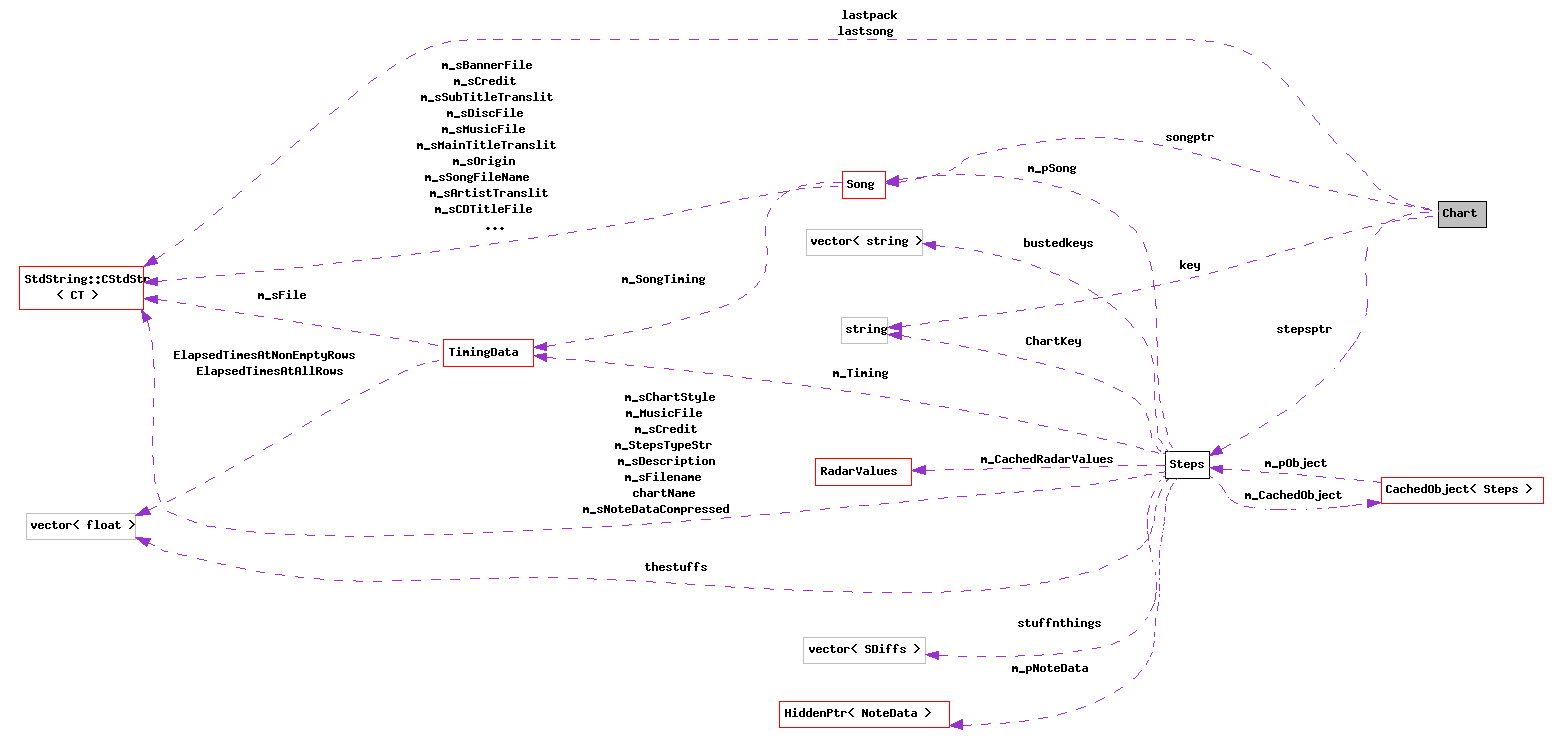 lastpack
lastsong
m_sBannerFile
m_sCredit
m_sSubTitleTranslit
m_sDiscFile
m_sMusicFile
m_sMainTitleTranslit
m_sOrigin
m_sSongFileName
m_sArtistTranslit
m_sCDTitleFile
...
songptr
m_pSong
Song
Chart
vector< string >
bustedkeys
key
StdString::CStdStr
< CT >
m_SongTiming
m_sFile
string
stepsptr
ChartKey
TimingData
ElapsedTimesAtNonEmptyRows
ElapsedTimesAtAllRows
m_Timing
m_sChartStyle
m_MusicFile
m_sCredit
m_StepsTypeStr
m_sDescription
m_sFilename
chartName
m_sNoteDataCompressed
RadarValues
m_CachedRadarValues
Steps
m_pObject
m_CachedObject
CachedObject< Steps >
vector< float >
thestuffs
stuffnthings
vector< SDiffs >
m_pNoteData
HiddenPtr< NoteData >